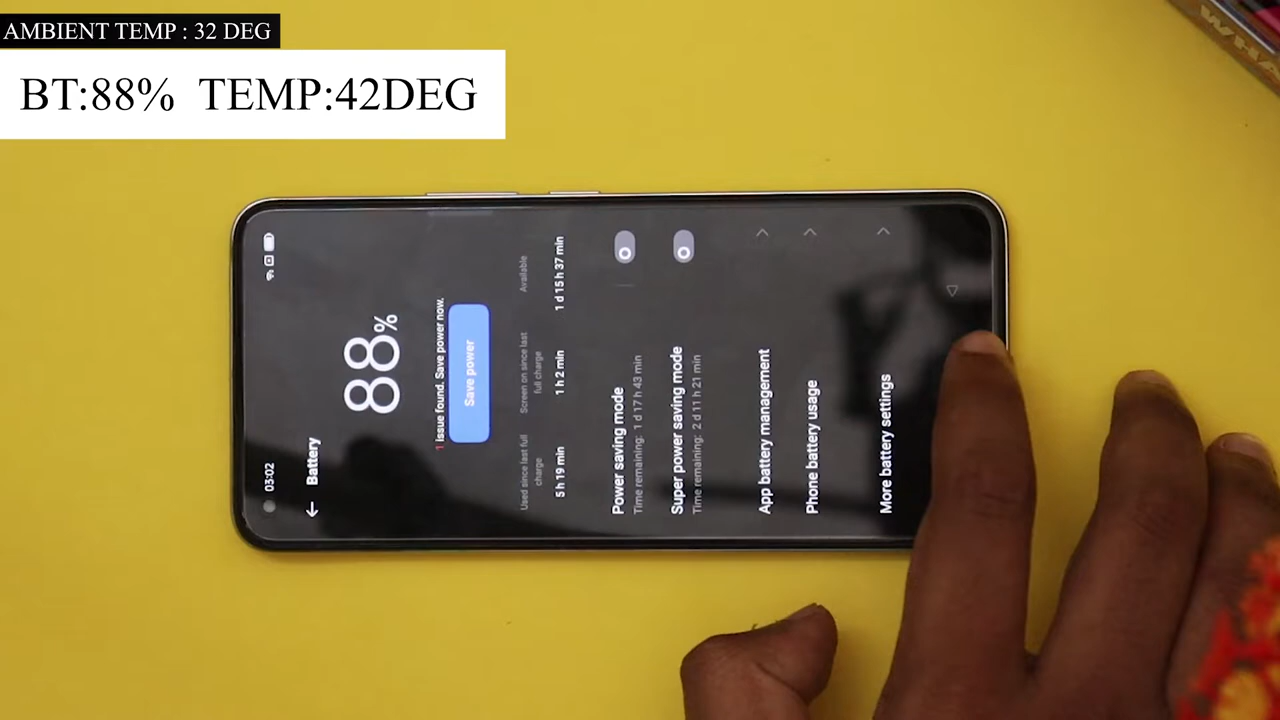 AMBIENT TEMP : 32 DEG
BT:88% TEMP:42DEG
WHA
03:02
Battery
88%
1 issue found. Save power now.
Save power
Used since last full
charge
5 h 19 min
Screen on since last
full charge
1 h 2 min
Available
1 d 15 h 37 min
Power saving mode
Time remaining: 1 d 17 h 43 min
Super power saving mode
Time remaining: 2 d 11 h 21 min
App battery management
Phone battery usage
More battery settings